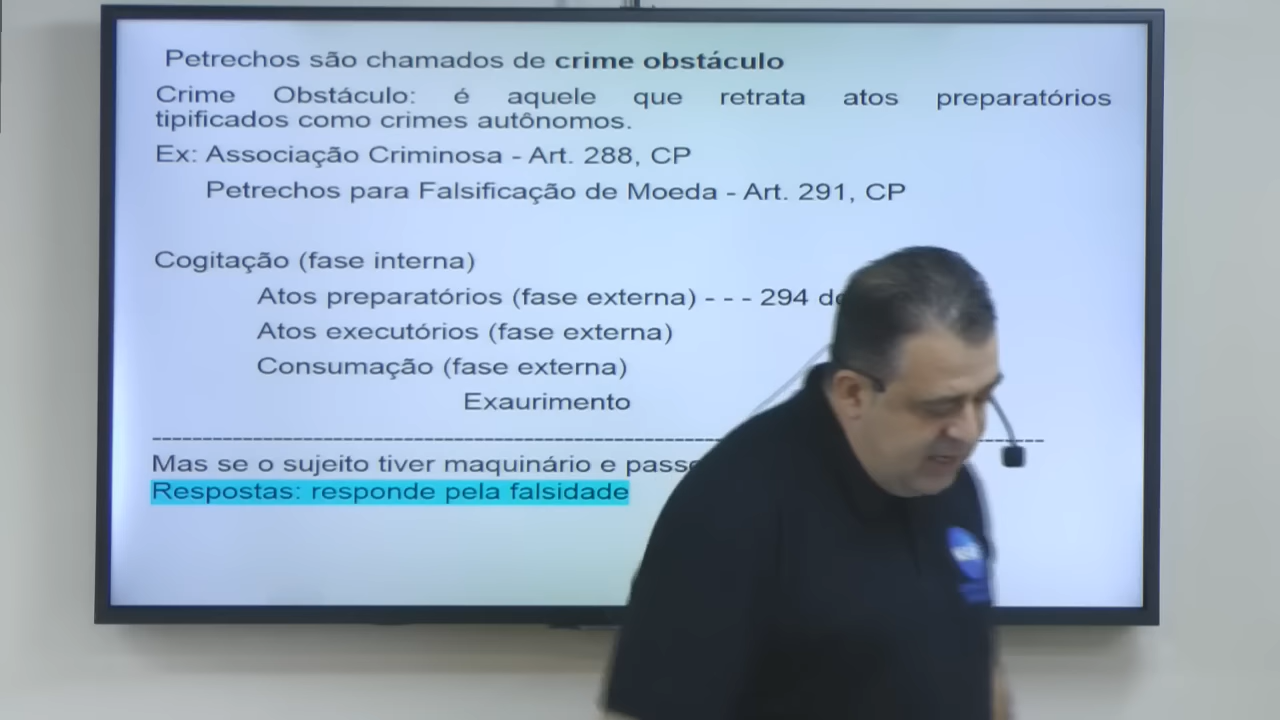 Petrechos são chamados de crime obstáculo
Crime Obstáculo: é aquele que retrata atos preparatórios
tipificados como crimes autônomos.
Ex: Associação Criminosa - Art. 288, CP
Petrechos para Falsificação de Moeda - Art. 291, CP
Cogitação (fase interna)
Atos preparatórios (fase externa) - - - 294
Atos executórios (fase externa)
Consumação (fase externa)
Exaurimento
Mas se o sujeito tiver maquinário e
Respostas: responde pela falsidade